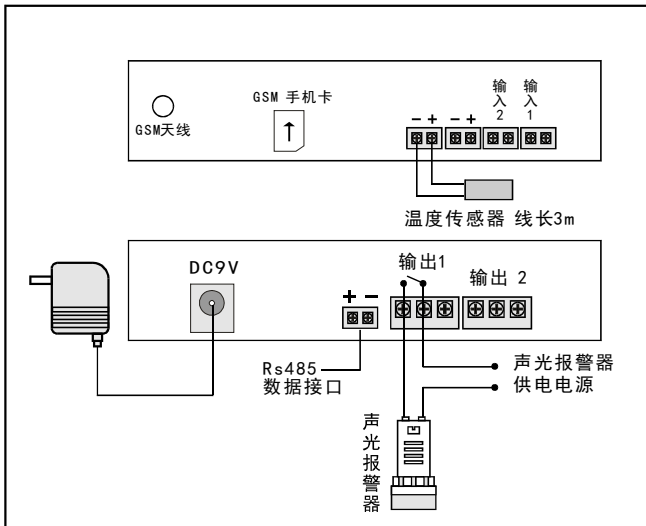 GSM天线
GSM 手机卡
- + - +
输入2
输入1
温度传感器 线长3m
DC9V
+ -
输出1
输出 2
Rs485
数据接口
声光报警器
供电电源
声光报警器